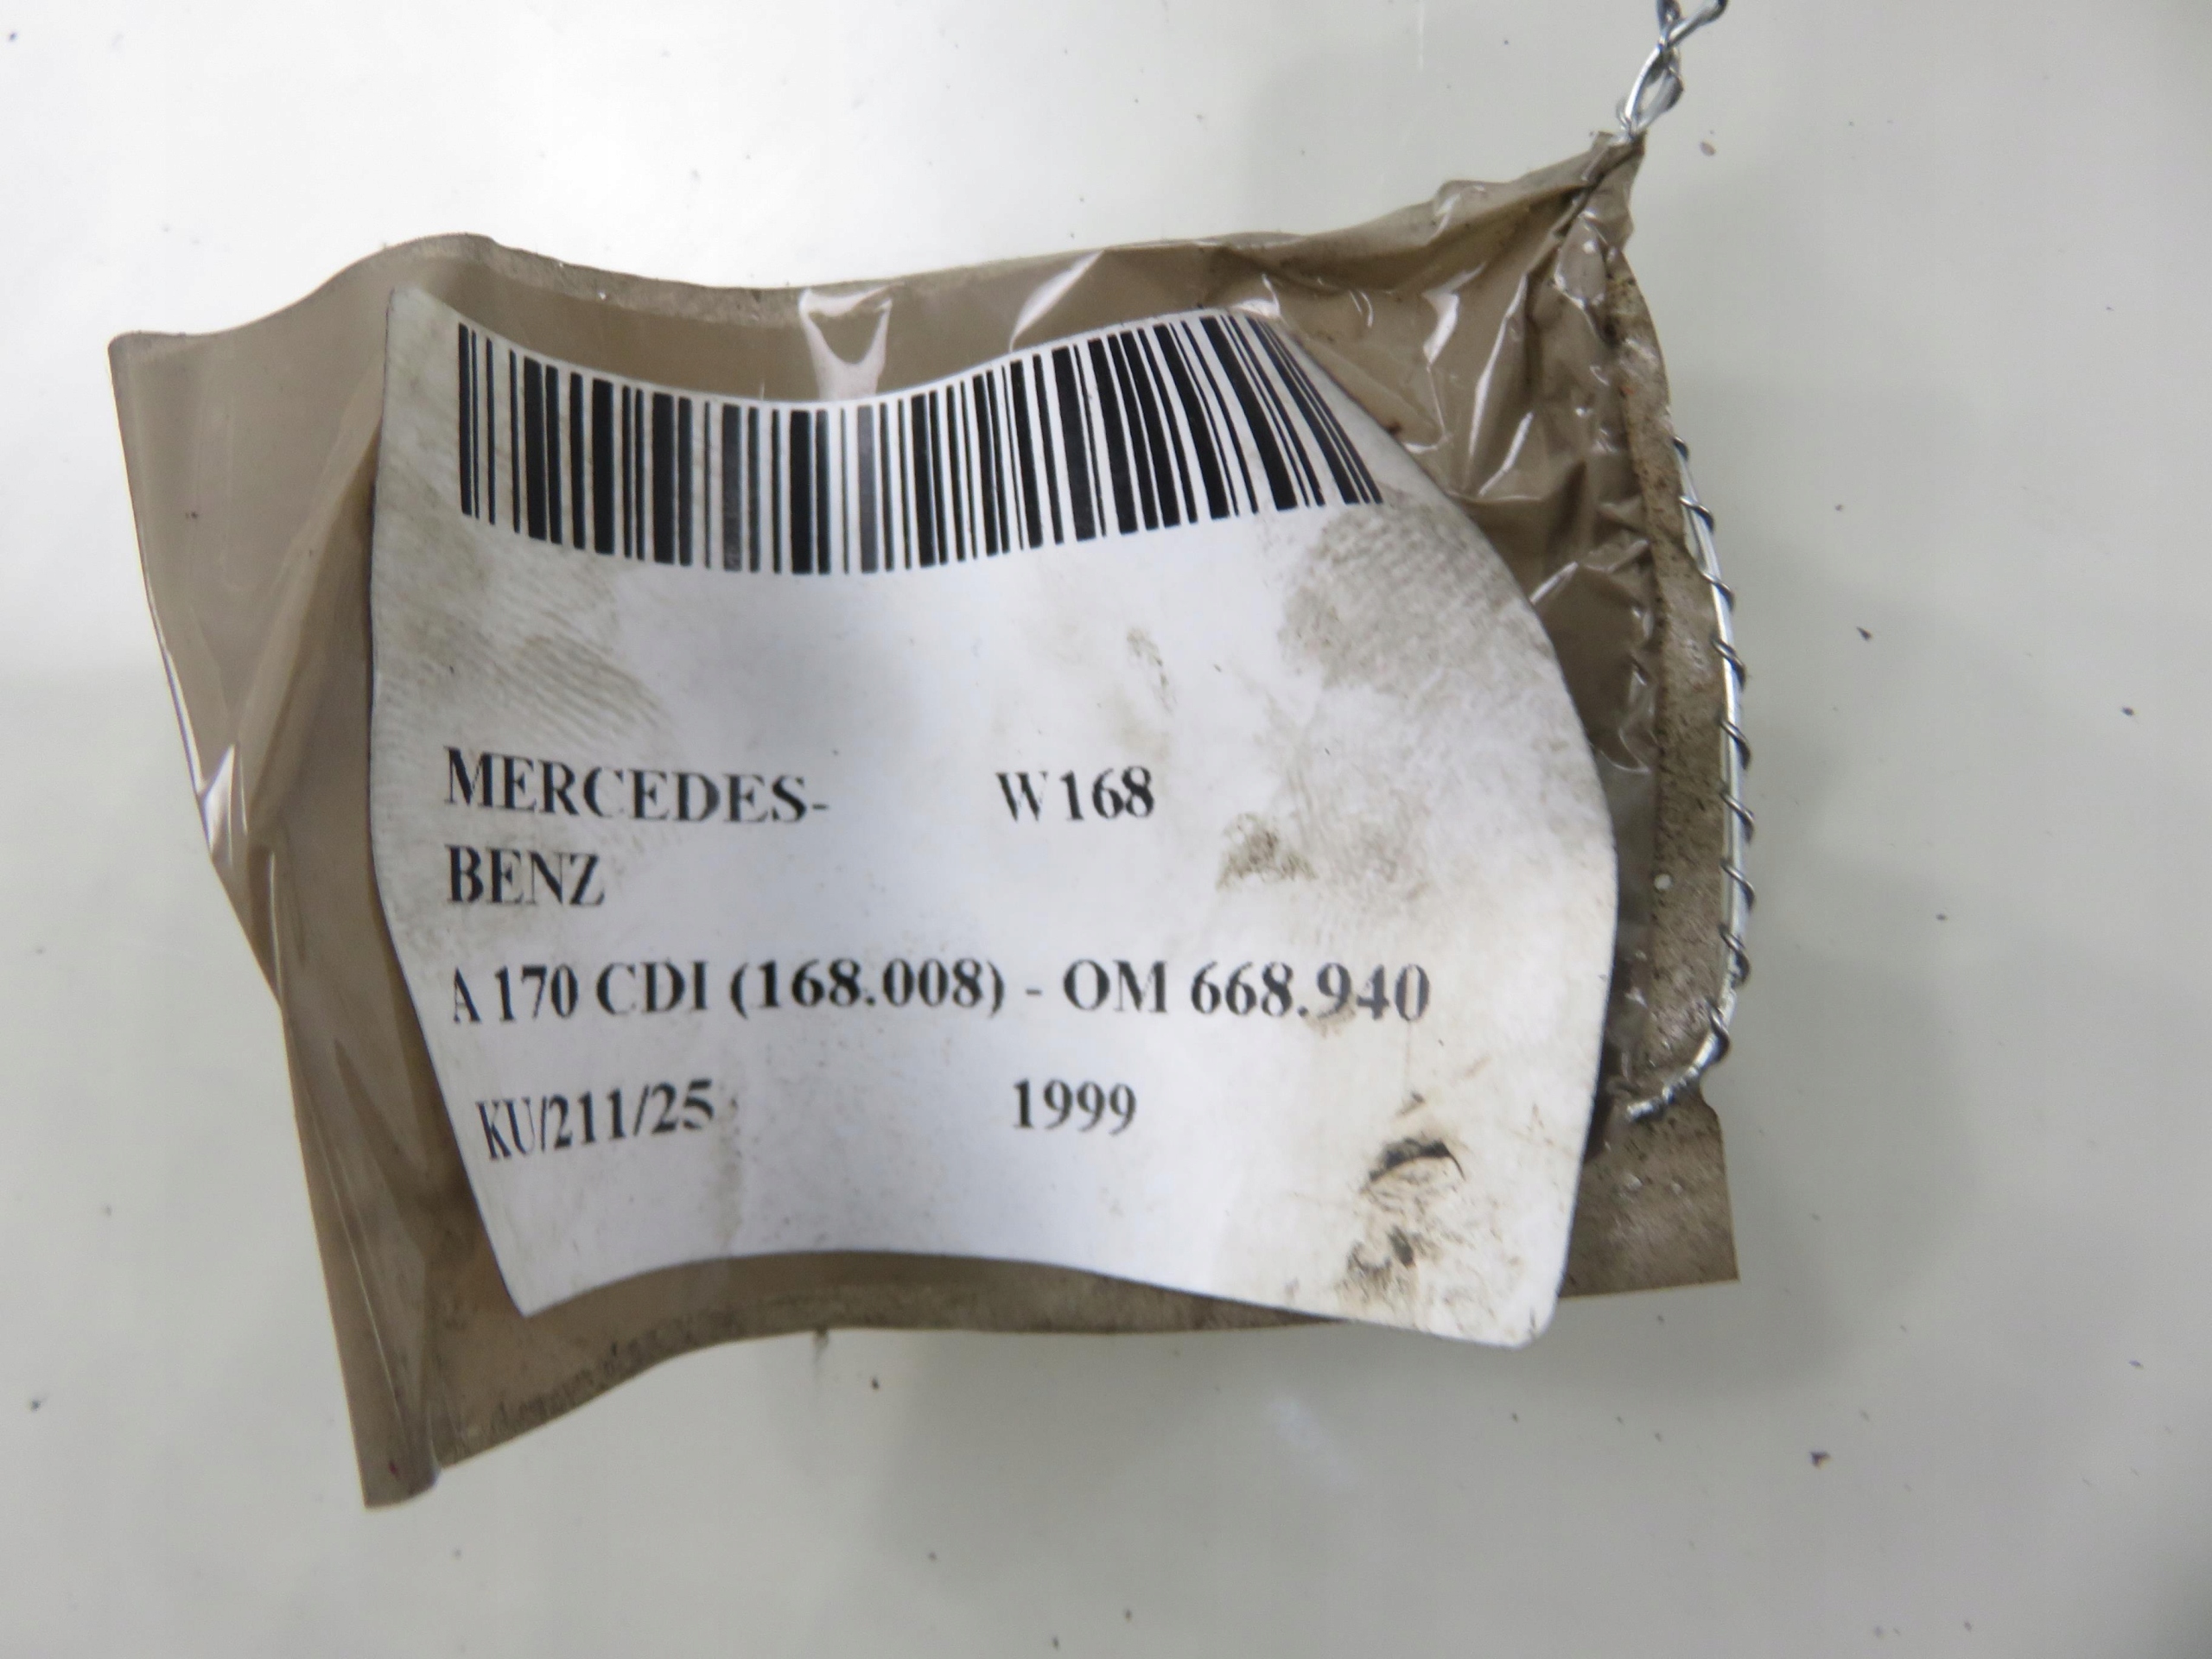 MERCEDES- W168
BENZ
A 170 CDI (168.008) - OM 668.940
KU/211/25 1999